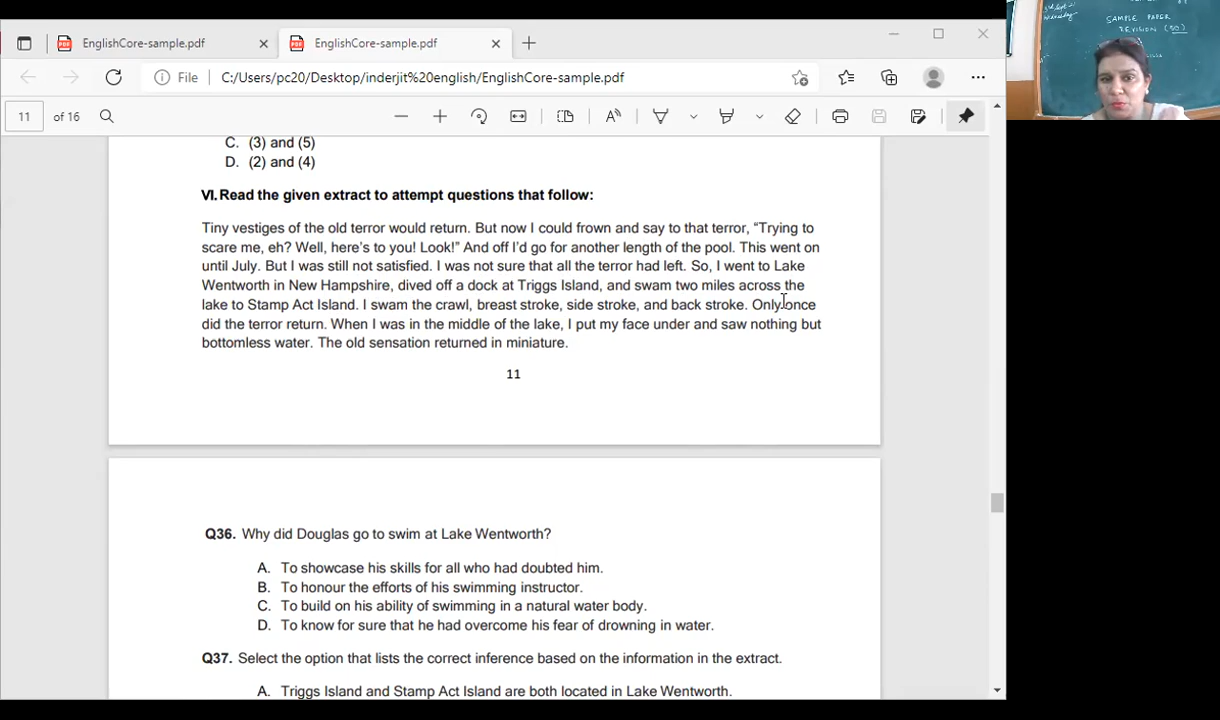 EnglishCore-sample.pdf
EnglishCore-sample.pdf
File C:/Users/pc20/Desktop/inderjit%20english/EnglishCore-sample.pdf
11 of 16
C. (3) and (5)
D. (2) and (4)
VI. Read the given extract to attempt questions that follow:
Tiny vestiges of the old terror would return. But now I could frown and say to that terror, “Trying to
scare me, eh? Well, here’s to you! Look!” And off I’d go for another length of the pool. This went on
until July. But I was still not satisfied. I was not sure that all the terror had left. So, I went to Lake
Wentworth in New Hampshire, dived off a dock at Triggs Island, and swam two miles across the
lake to Stamp Act Island. I swam the crawl, breast stroke, side stroke, and back stroke. Only once
did the terror return. When I was in the middle of the lake, I put my face under and saw nothing but
bottomless water. The old sensation returned in miniature.
11
Q36. Why did Douglas go to swim at Lake Wentworth?
A. To showcase his skills for all who had doubted him.
B. To honour the efforts of his swimming instructor.
C. To build on his ability of swimming in a natural water body.
D. To know for sure that he had overcome his fear of drowning in water.
Q37. Select the option that lists the correct inference based on the information in the extract.
A. Triggs Island and Stamp Act Island are both located in Lake Wentworth.
Wednesday
SAMPLE PAPER
REVISION